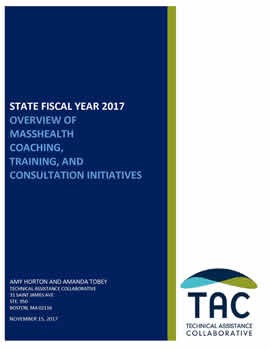 STATE FISCAL YEAR 2017
OVERVIEW OF
MASSHEALTH
COACHING,
TRAINING, AND
CONSULTATION INITIATIVES
AMY HORTON AND AMANDA TOBEY
TECHNICAL ASSISTANCE COLLABORATIVE
31 SAINT JAMES AVE
STE. 950
BOSTON, MA 02116
NOVEMBER 15, 2017
TAC
TECHNICAL ASSISTANCE
COLLABORATIVE